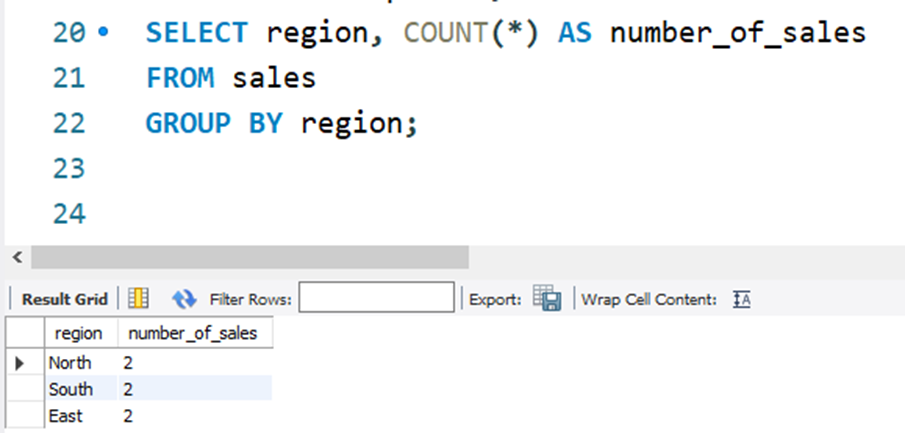 20 SELECT region, COUNT(*) AS number_of_sales
21 FROM sales
22 GROUP BY region;
23
24
Result Grid Filter Rows: Export: Wrap Cell Content: IA
region number_of_sales
North 2
South 2
East 2